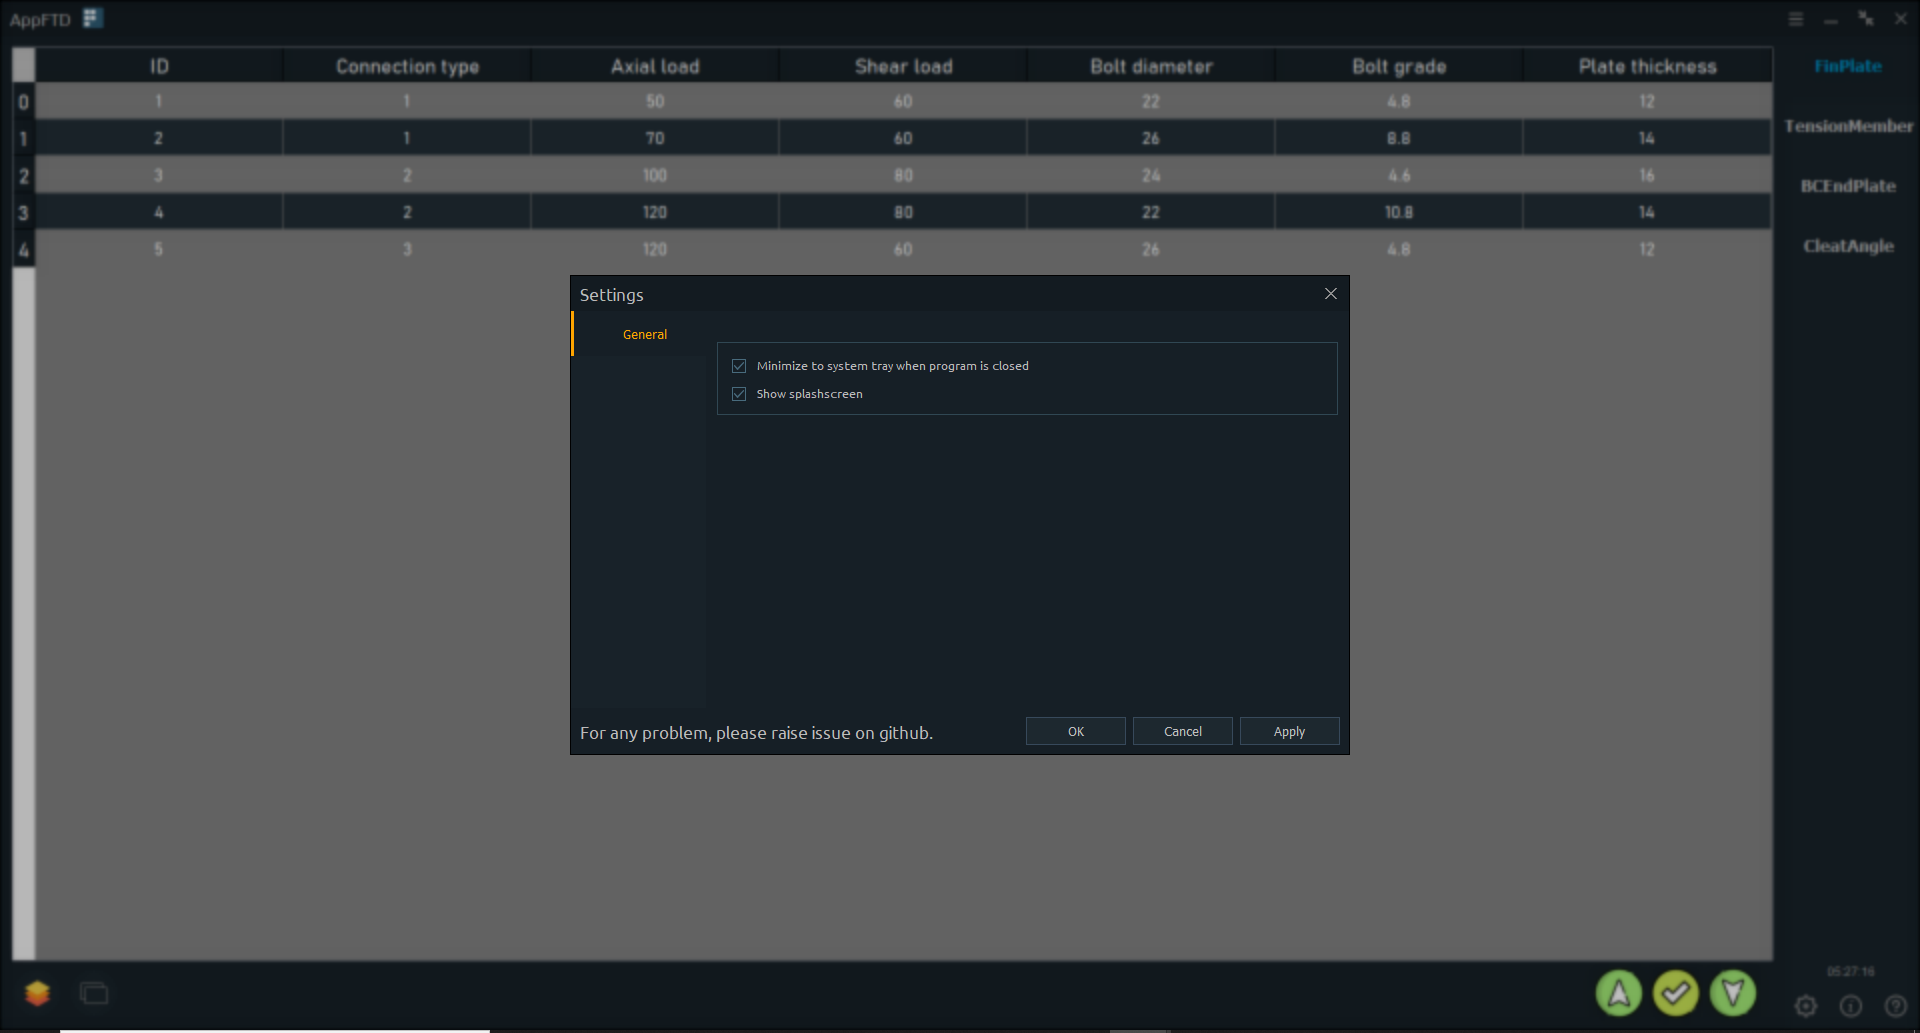 AppFTD
ID Connection type Axial load Shear load Bolt diameter Bolt grade Plate thickness
0 1 1 50 60 22 4.8 12
1 2 1 70 60 26 8.8 14
2 3 2 100 80 24 4.6 16
3 4 2 120 80 22 10.8 14
4 5 3 120 60 26 4.8 12
FinPlate
TensionMember
BCEndPlate
CleatAngle
Settings
General
Minimize to system tray when program is closed
Show splashscreen
For any problem, please raise issue on github.
OK Cancel Apply
05:27:16